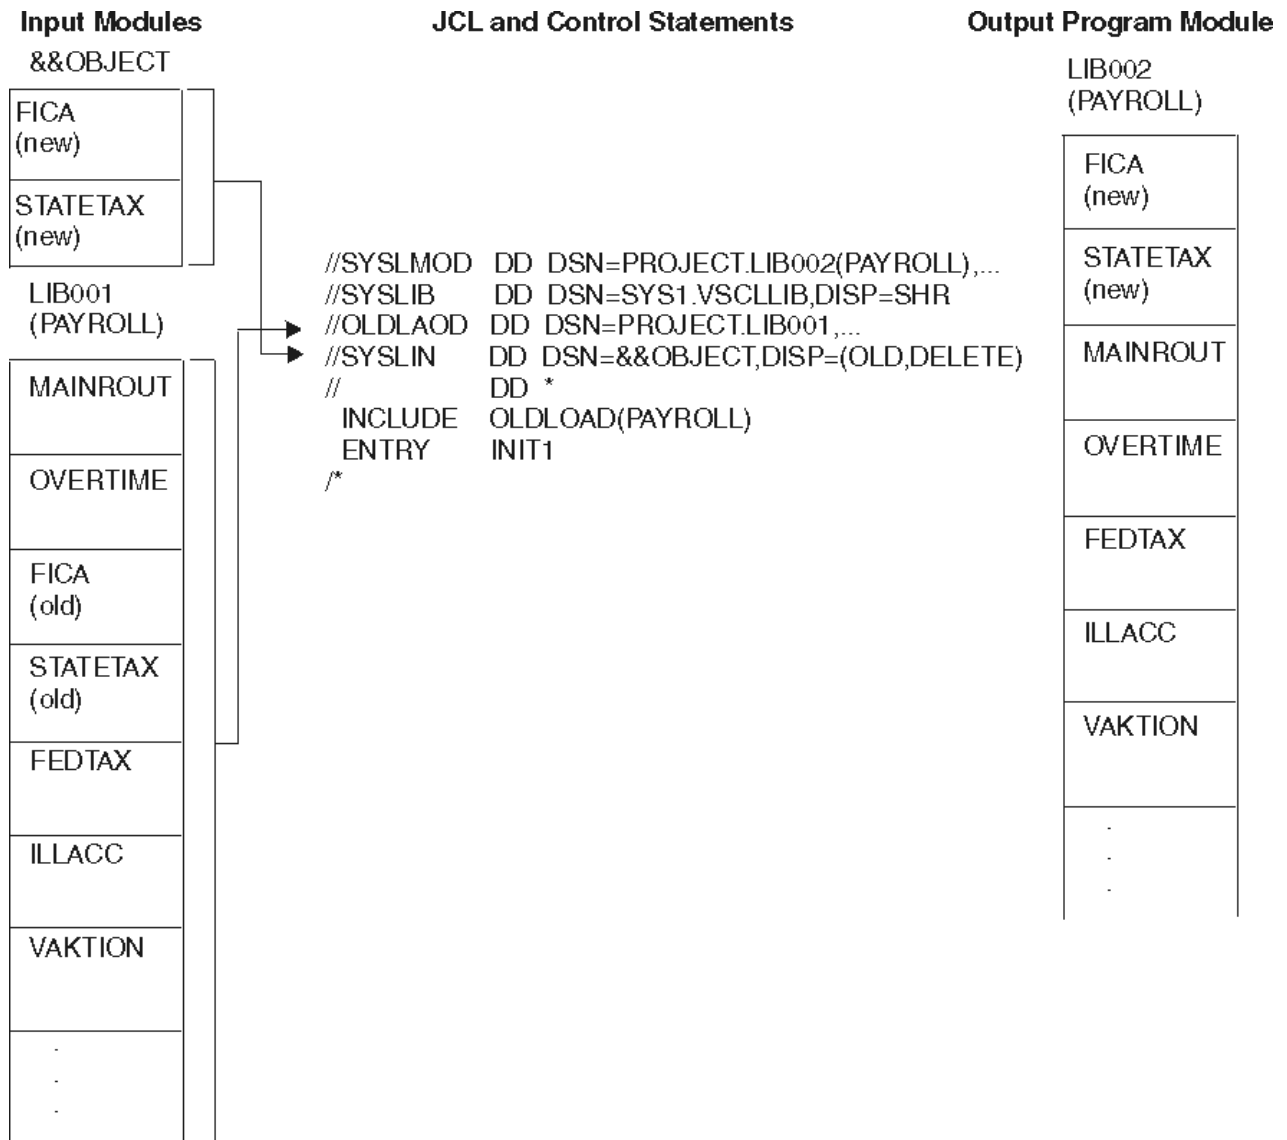 Input Modules
&&OBJECT
FICA
(new)
STATETAX
(new)
LIB001
(PAYROLL)
MAINROUT
OVERTIME
FICA
(old)
STATETAX
(old)
FEDTAX
ILLACC
VAKTION
.
.
.
JCL and Control Statements
//SYSLMOD DD DSN=PROJECT.LIB002(PAYROLL),...
//SYSLIB DD DSN=SYS1.VSCLLIB,DISP=SHR
//OLDLAOD DD DSN=PROJECT.LIB001,...
//SYSLIN DD DSN=&&OBJECT,DISP=(OLD,DELETE)
// DD *
INCLUDE OLDLOAD(PAYROLL)
ENTRY INIT1
/*
Output Program Module
LIB002
(PAYROLL)
FICA
(new)
STATETAX
(new)
MAINROUT
OVERTIME
FEDTAX
ILLACC
VAKTION
.
.
.